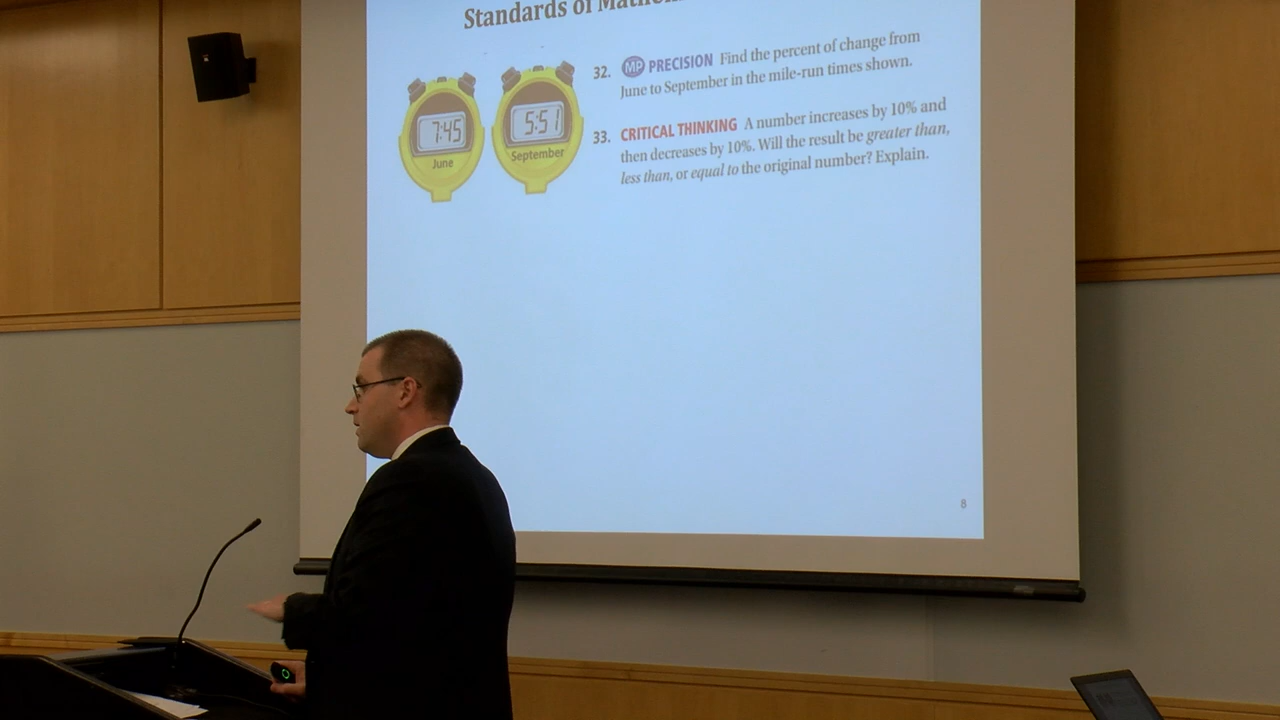 Standards of
7:45
June
5:51
September
32. MP PRECISION Find the percent of change from
June to September in the mile-run times shown.
33. CRITICAL THINKING A number increases by 10% and
then decreases by 10%. Will the result be greater than,
less than, or equal to the original number? Explain.
8